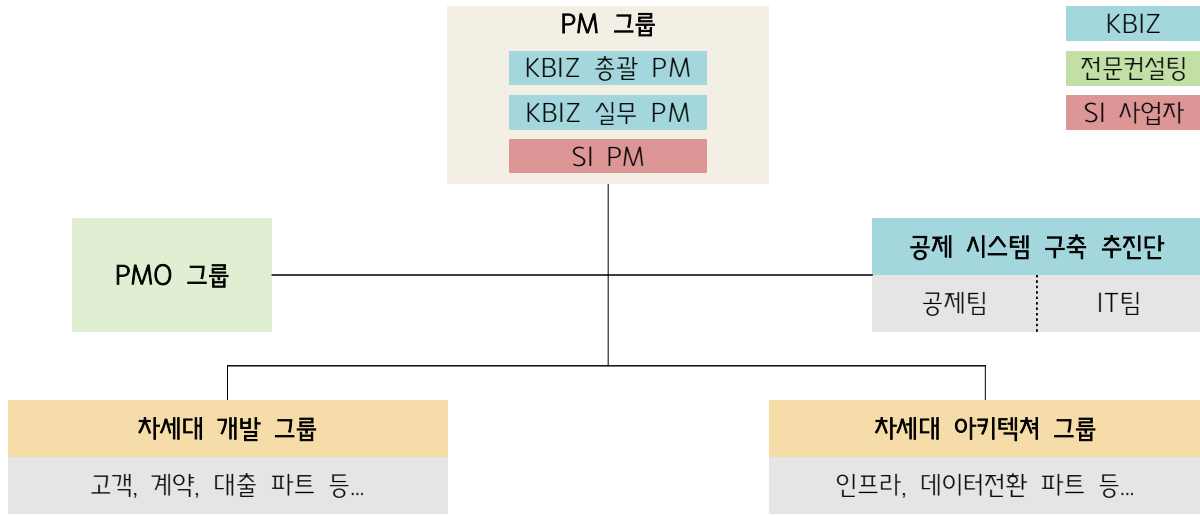 PM 그룹
KBIZ 총괄 PM
KBIZ 실무 PM
SI PM
KBIZ
전문컨설팅
SI 사업자
PMO 그룹
공제 시스템 구축 추진단
공제팀
IT팀
차세대 개발 그룹
고객, 계약, 대출 파트 등...
차세대 아키텍쳐 그룹
인프라, 데이터전환 파트 등...